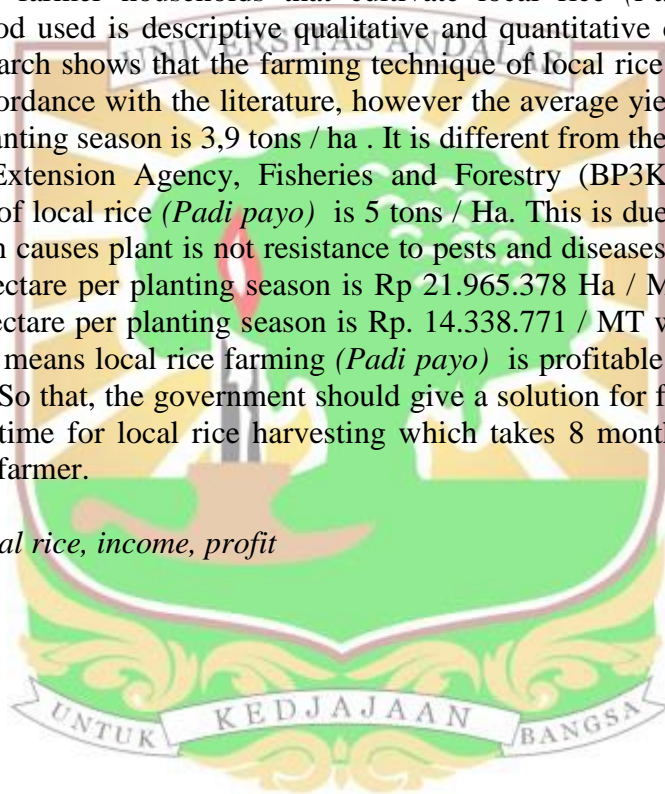 farmer households that cultivate local rice (Pa
od used is descriptive qualitative and quantitative
UNIVERSITAS ANDALAS
arch shows that the farming technique of local rice
ordance with the literature, however the average yie
anting season is 3,9 tons / ha . It is different from the
Extension Agency, Fisheries and Forestry (BP3K
of local rice (Padi payo) is 5 tons / Ha. This is due
n causes plant is not resistance to pests and diseases
ectare per planting season is Rp 21.965.378 Ha / M
ectare per planting season is Rp. 14.338.771 / MT w
means local rice farming (Padi payo) is profitable
So that, the government should give a solution for f
time for local rice harvesting which takes 8 month
farmer.
al rice, income, profit
UNTUK KEDJAJAAN BANGSA